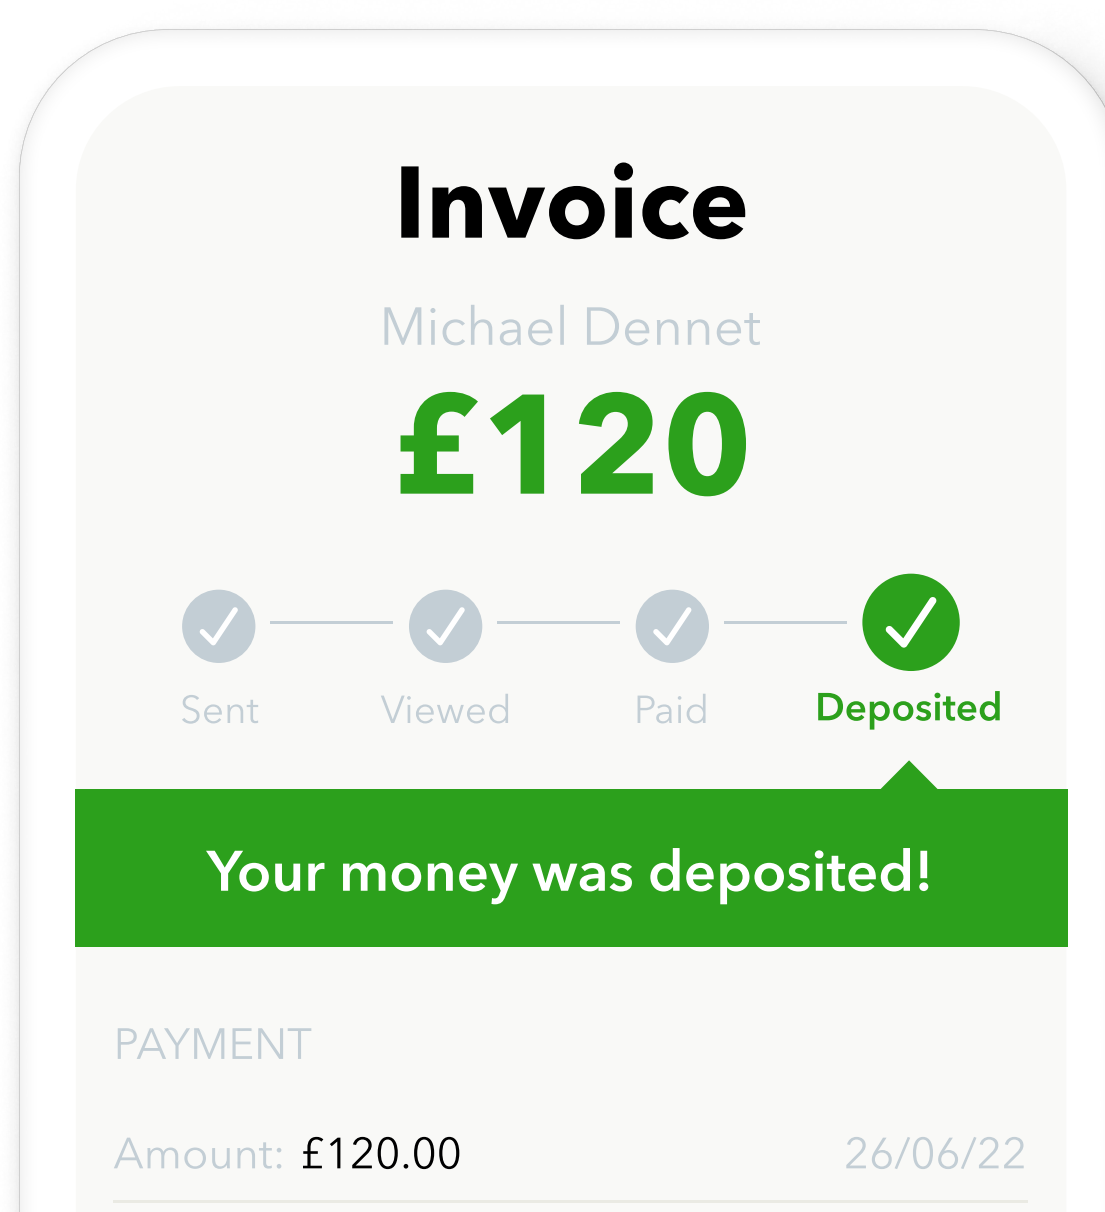 Invoice
Michael Dennet
£120
Sent Viewed Paid Deposited
Your money was deposited!
PAYMENT
Amount: £120.00 26/06/22